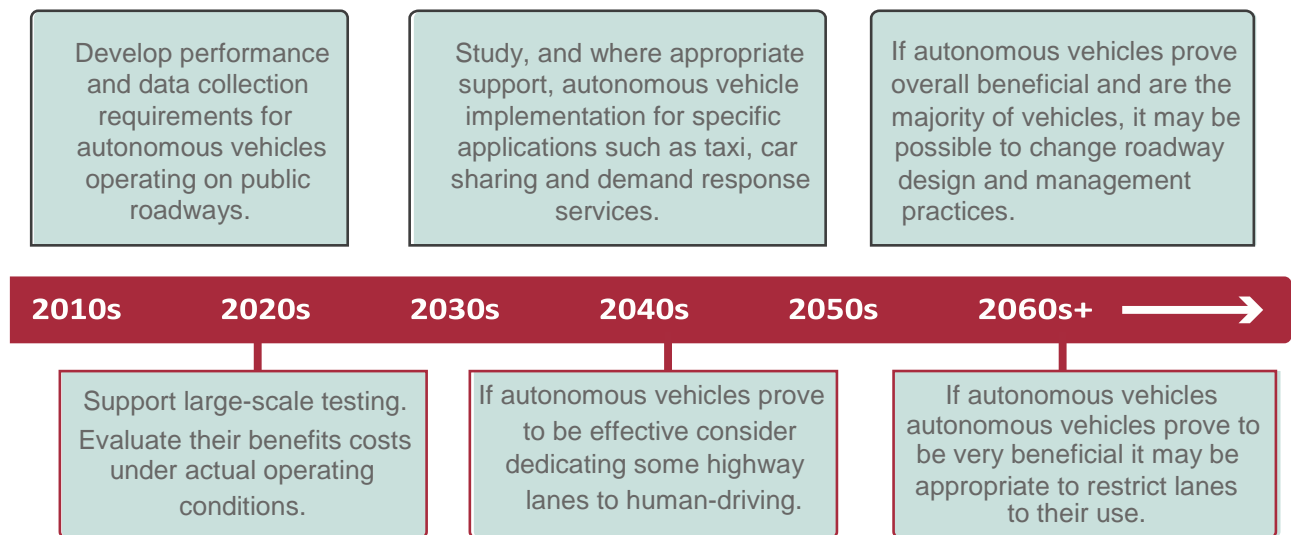 Develop performance
and data collection
requirements for
autonomous vehicles
operating on public
roadways.
Study, and where appropriate
support, autonomous vehicle
implementation for specific
applications such as taxi, car
sharing and demand response
services.
If autonomous vehicles prove
overall beneficial and are the
majority of vehicles, it may be
possible to change roadway
design and management
practices.
2010s 2020s 2030s 2040s 2050s 2060s+
Support large-scale testing.
Evaluate their benefits costs
under actual operating
conditions.
If autonomous vehicles prove
to be effective consider
dedicating some highway
lanes to human-driving.
If autonomous vehicles
autonomous vehicles prove to
be very beneficial it may be
appropriate to restrict lanes
to their use.